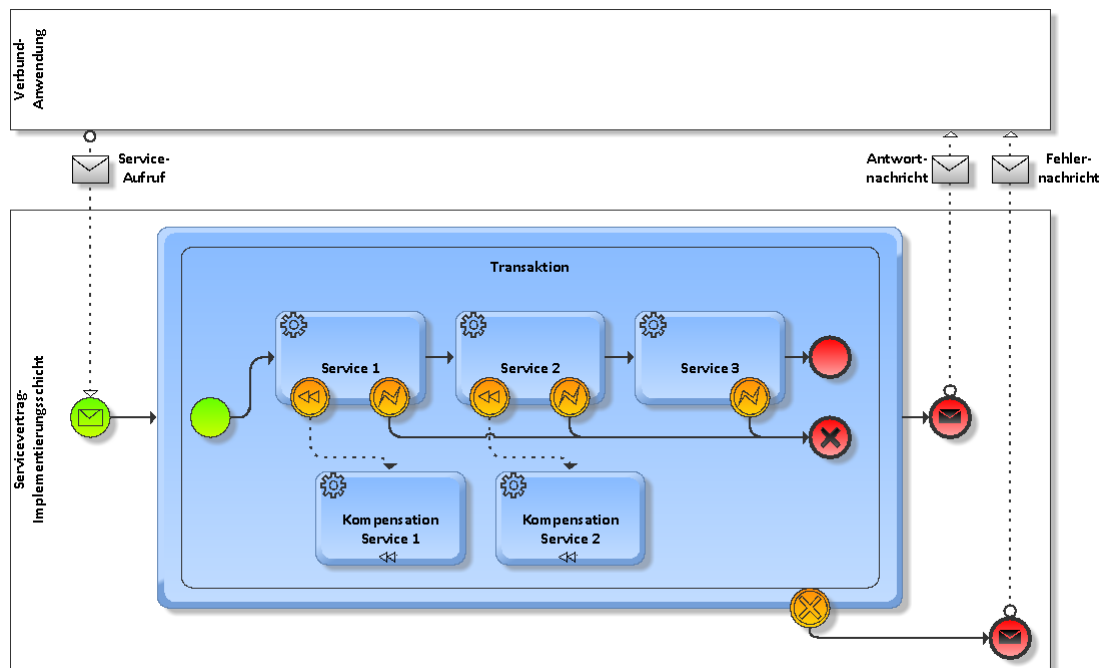 Verbund-
Anwendung
Service-
Aufruf
Antwort-
nachricht
Fehler-
nachricht
Servicevertrag-
Implementierungsschicht
Transaktion
Service 1
Service 2
Service 3
Kompensation
Service 1
Kompensation
Service 2